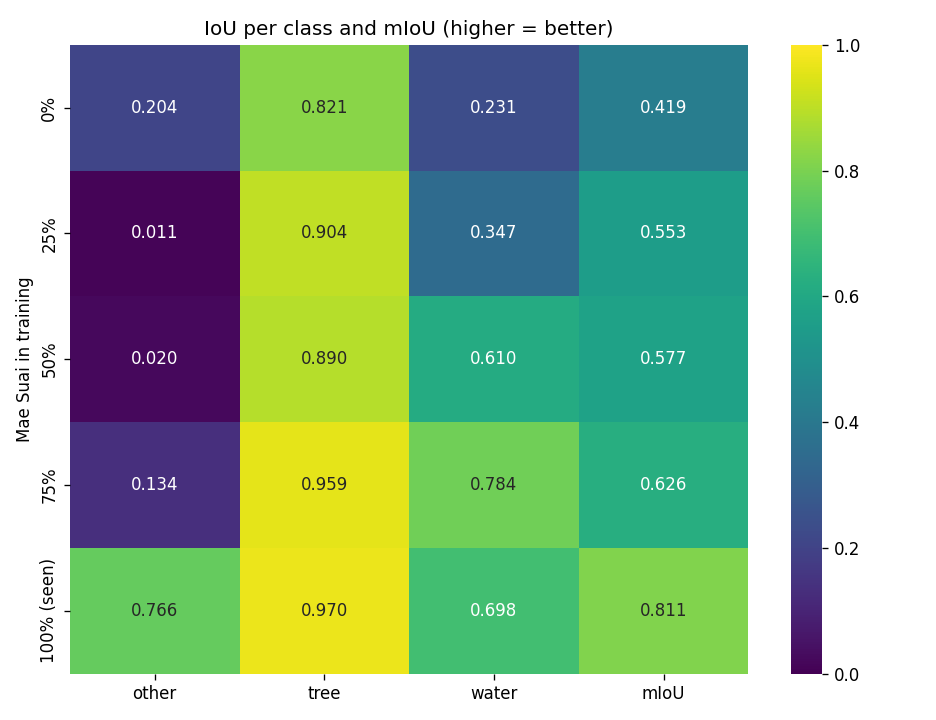 IoU per class and mIoU (higher = better)
Mae Suai in training
0% 0.204 0.821 0.231 0.419
25% 0.011 0.904 0.347 0.553
50% 0.020 0.890 0.610 0.577
75% 0.134 0.959 0.784 0.626
100% (seen) 0.766 0.970 0.698 0.811
other tree water mIoU
1.0
0.8
0.6
0.4
0.2
0.0